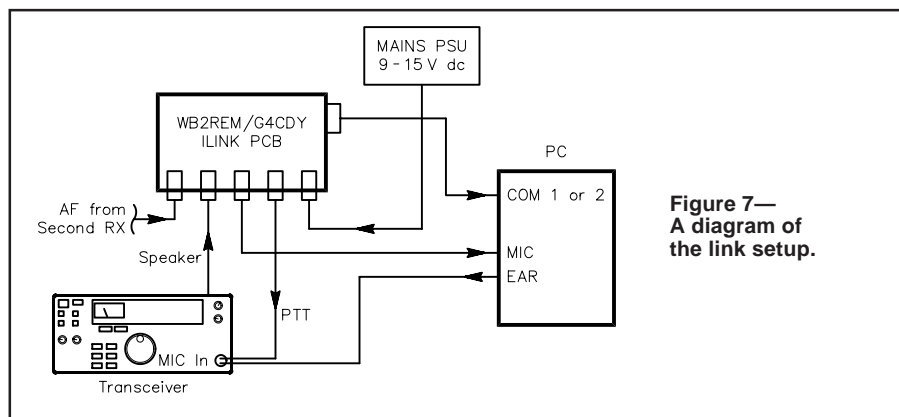 MAINS PSU
9-15V dc
WB2REM/G4CDY
ILINK PCB
PC
COM 1 or 2
AF from
Second RX
Speaker
MIC
EAR
PTT
MIC In
Transceiver
Figure 7—
A diagram of
the link setup.